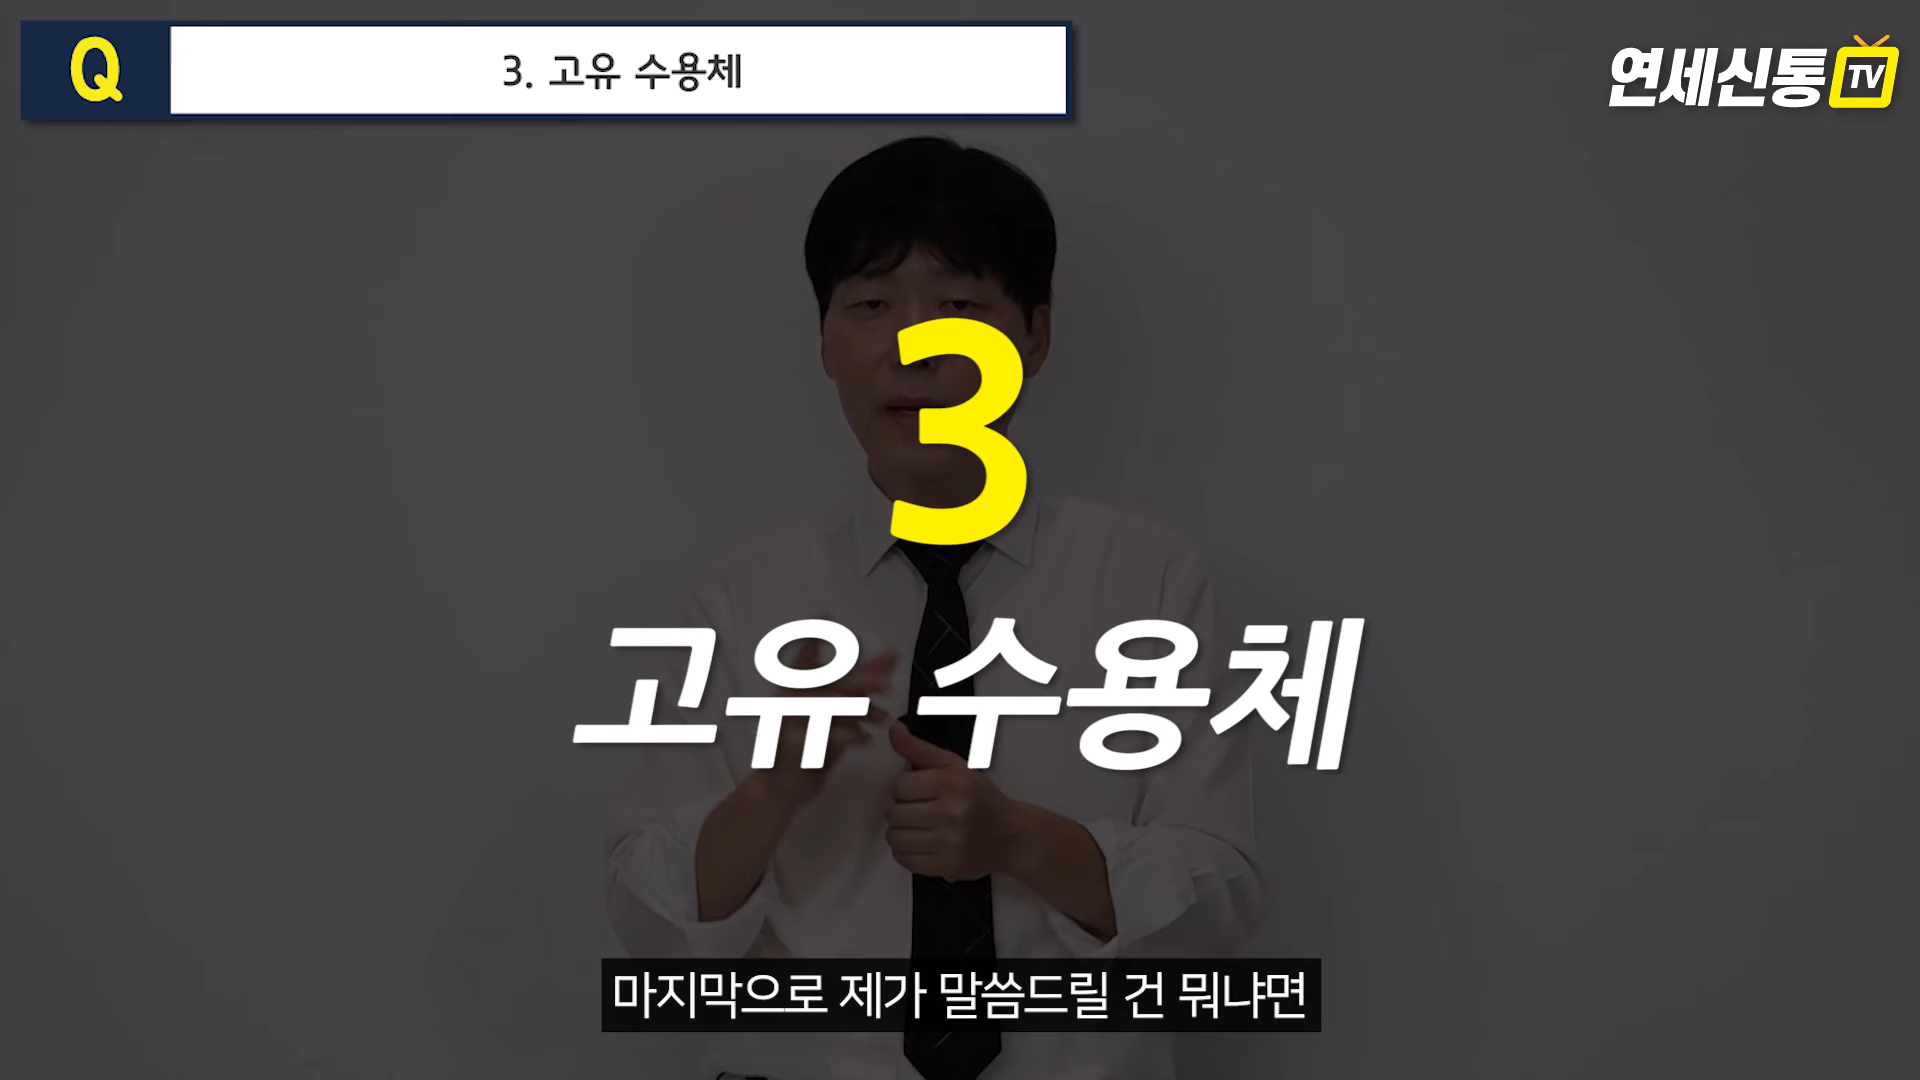 Q
3. 고유 수용체
연세신통 TV
3
고유 수용체
마지막으로 제가 말씀드릴 건 뭐냐면